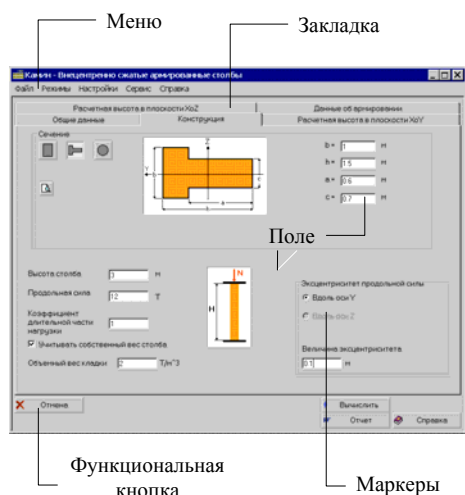 Меню
Закладка
Камин - Внецентренно сжатые армированные столбы
Файл Режимы Настройки Сервис Справка
Расчетная высота в плоскости XoZ
Данные об армировании
Общие данные
Конструкция
Расчетная высота в плоскости XoY
Сечение
Z
Y
b
c
a
h
b = 1 м
h = 1.5 м
a = 0.6 м
c = 0.7 м
Поле
Высота столба 3 м
Продольная сила 12 Т
Коэффициент
длительной части
нагрузки 1
Учитывать собственный вес столба
Объемный вес кладки 2 Т/м^3
N
H
Эксцентриситет продольной силы
Вдоль оси Y
Вдоль оси Z
Величина эксцентриситета
0.1 м
Отмена
Вычислить
Отчет
Справка
Функциональная
кнопка
Маркеры